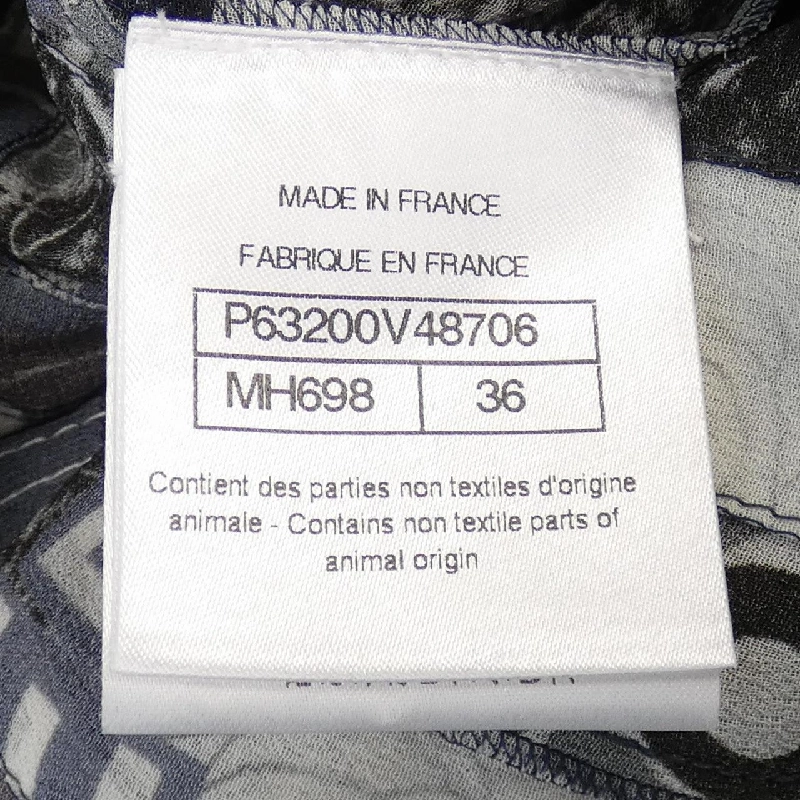 MADE IN FRANCE
FABRIQUE EN FRANCE
P63200V48706
MH698 36
Contient des parties non textiles d'origine
animale - Contains non textile parts of
animal origin